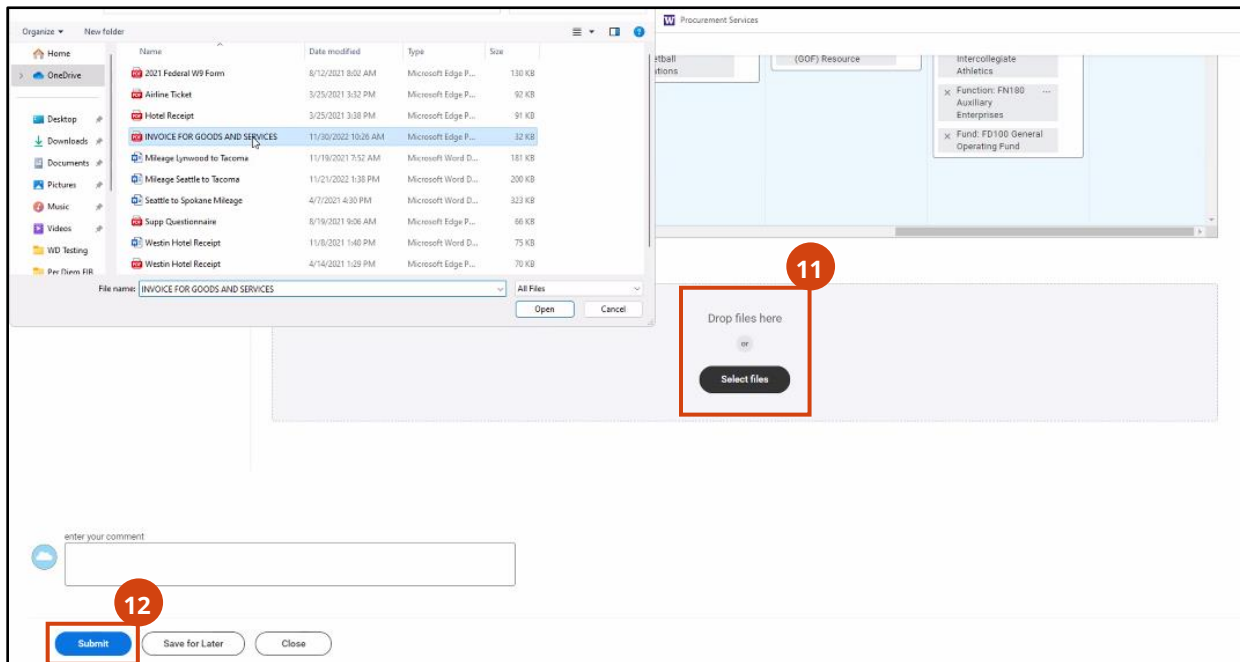 Organize New folder
Procurement Services
Home
OneDrive
Desktop
Downloads
Documents
Pictures
Music
Videos
WD Testing
Per Diem FIB
Name Date modified Type Size
2021 Federal W9 Form 8/12/2021 8:02 AM Microsoft Edge P... 130 KB
Airline Ticket 3/25/2021 3:32 PM Microsoft Edge P... 92 KB
Hotel Receipt 3/25/2021 3:38 PM Microsoft Edge P... 91 KB
INVOICE FOR GOODS AND SERVICES 11/30/2022 10:26 AM Microsoft Edge P... 32 KB
Mileage Lynwood to Tacoma 11/19/2021 7:52 AM Microsoft Word D... 181 KB
Mileage Seattle to Tacoma 11/21/2022 1:38 PM Microsoft Word D... 200 KB
Seattle to Spokane Mileage 4/7/2021 4:30 PM Microsoft Word D... 323 KB
Supp Questionnaire 8/19/2021 9:06 AM Microsoft Edge P... 66 KB
Westin Hotel Receipt 11/8/2021 1:40 PM Microsoft Word D... 75 KB
Westin Hotel Receipt 4/14/2021 1:29 PM Microsoft Edge P... 70 KB
File name: INVOICE FOR GOODS AND SERVICES All Files
Open Cancel
(GOF) Resource
Intercollegiate
Athletics
Function: FN180 ...
Auxiliary
Enterprises
Fund: FD100 General
Operating Fund
11
Drop files here
or
Select files
enter your comment
12
Submit Save for Later Close